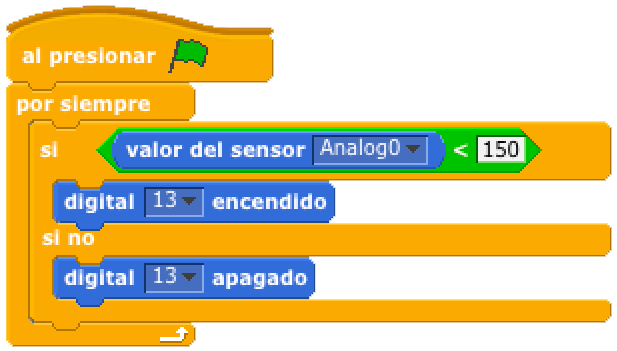 al presionar
por siempre
si valor del sensor Analog0 < 150
digital 13 encendido
si no
digital 13 apagado